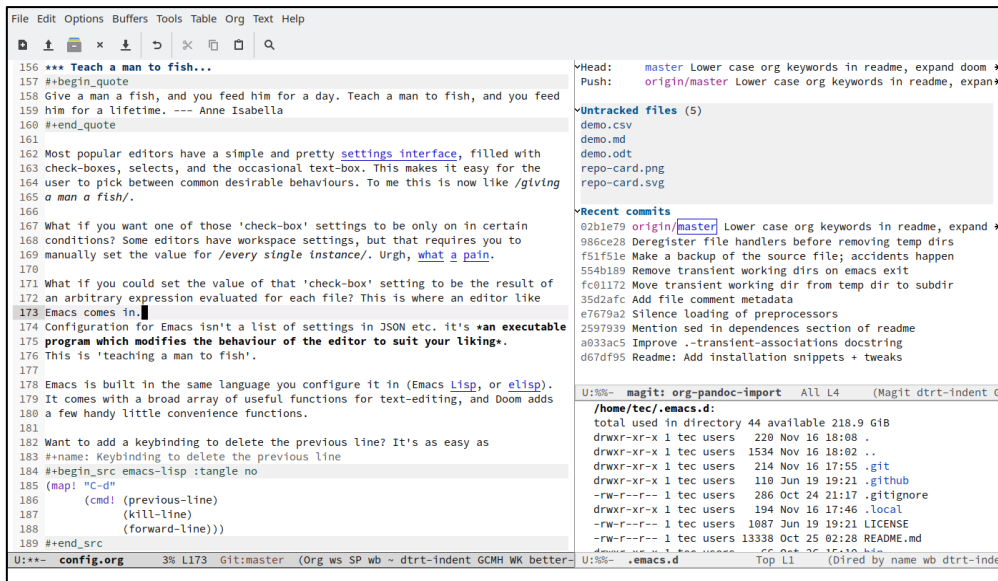 File Edit Options Buffers Tools Table Org Text Help
156 *** Teach a man to fish...
157 #+begin_quote
158 Give a man a fish, and you feed him for a day. Teach a man to fish, and you feed
159 him for a lifetime. --- Anne Isabella
160 #+end_quote
161
162 Most popular editors have a simple and pretty settings interface, filled with
163 check-boxes, selects, and the occasional text-box. This makes it easy for the
164 user to pick between common desirable behaviours. To me this is now like /giving
165 a man a fish/.
166
167 What if you want one of those 'check-box' settings to be only on in certain
168 conditions? Some editors have workspace settings, but that requires you to
169 manually set the value for /every single instance/. Urgh, what a pain.
170
171 What if you could set the value of that 'check-box' setting to be the result of
172 an arbitrary expression evaluated for each file? This is where an editor like
173 Emacs comes in.
174 Configuration for Emacs isn't a list of settings in JSON etc. it's *an executable
175 program which modifies the behaviour of the editor to suit your liking*.
176 This is 'teaching a man to fish'.
177
178 Emacs is built in the same language you configure it in (Emacs Lisp, or elisp).
179 It comes with a broad array of useful functions for text-editing, and Doom adds
180 a few handy little convenience functions.
181
182 Want to add a keybinding to delete the previous line? It's as easy as
183 #+name: Keybinding to delete the previous line
184 #+begin_src emacs-lisp :tangle no
185 (map! "C-d"
186 (cmd! (previous-line)
187 (kill-line)
188 (forward-line)))
189 #+end_src
U:**- config.org 3% L173 Git:master (Org ws SP wb ~ dtrt-indent GCMH WK better-
Head: master Lower case org keywords in readme, expand doom
Push: origin/master Lower case org keywords in readme, expan
Untracked files (5)
demo.csv
demo.md
demo.odt
repo-card.png
repo-card.svg
Recent commits
02b1e79 origin/master Lower case org keywords in readme, expand
986ce28 Deregister file handlers before removing temp dirs
f51f51e Make a backup of the source file; accidents happen
554b189 Remove transient working dirs on emacs exit
fc01172 Move transient working dir from temp dir to subdir
35d2afc Add file comment metadata
e7679a2 Silence loading of preprocessors
2597939 Mention sed in dependences section of readme
a033ac5 Improve .-transient-associations docstring
d67df95 Readme: Add installation snippets + tweaks
U:%%- magit: org-pandoc-import All L4 (Magit dtrt-indent G
/home/tec/.emacs.d:
total used in directory 44 available 218.9 GiB
drwxr-xr-x 1 tec users 220 Nov 16 18:08 .
drwxr-xr-x 1 tec users 1534 Nov 16 18:02 ..
drwxr-xr-x 1 tec users 214 Nov 16 17:55 .git
drwxr-xr-x 1 tec users 110 Jun 19 19:21 .github
-rw-r--r-- 1 tec users 286 Oct 24 21:17 .gitignore
drwxr-xr-x 1 tec users 194 Nov 16 17:46 .local
-rw-r--r-- 1 tec users 1087 Jun 19 19:21 LICENSE
-rw-r--r-- 1 tec users 13338 Oct 25 02:28 README.md
U:%%- .emacs.d Top L1 (Dired by name wb dtrt-inde